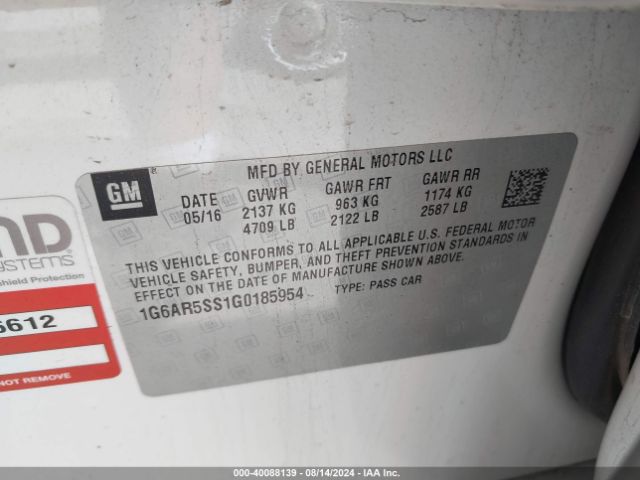 MFD BY GENERAL MOTORS LLC
GM
DATE GVWR GAWR FRT GAWR RR
05/16 2137 KG 963 KG 1174 KG
4709 LB 2122 LB 2587 LB
THIS VEHICLE CONFORMS TO ALL APPLICABLE U.S. FEDERAL MOTOR
VEHICLE SAFETY, BUMPER, AND THEFT PREVENTION STANDARDS IN
EFFECT ON THE DATE OF MANUFACTURE SHOWN ABOVE.
1G6AR5SS1G0185954 TYPE: PASS CAR
ND
SYSTEMS
hield Protection
6612
NOT REMOVE
000-40088139 - 08/14/2024 - IAA Inc.